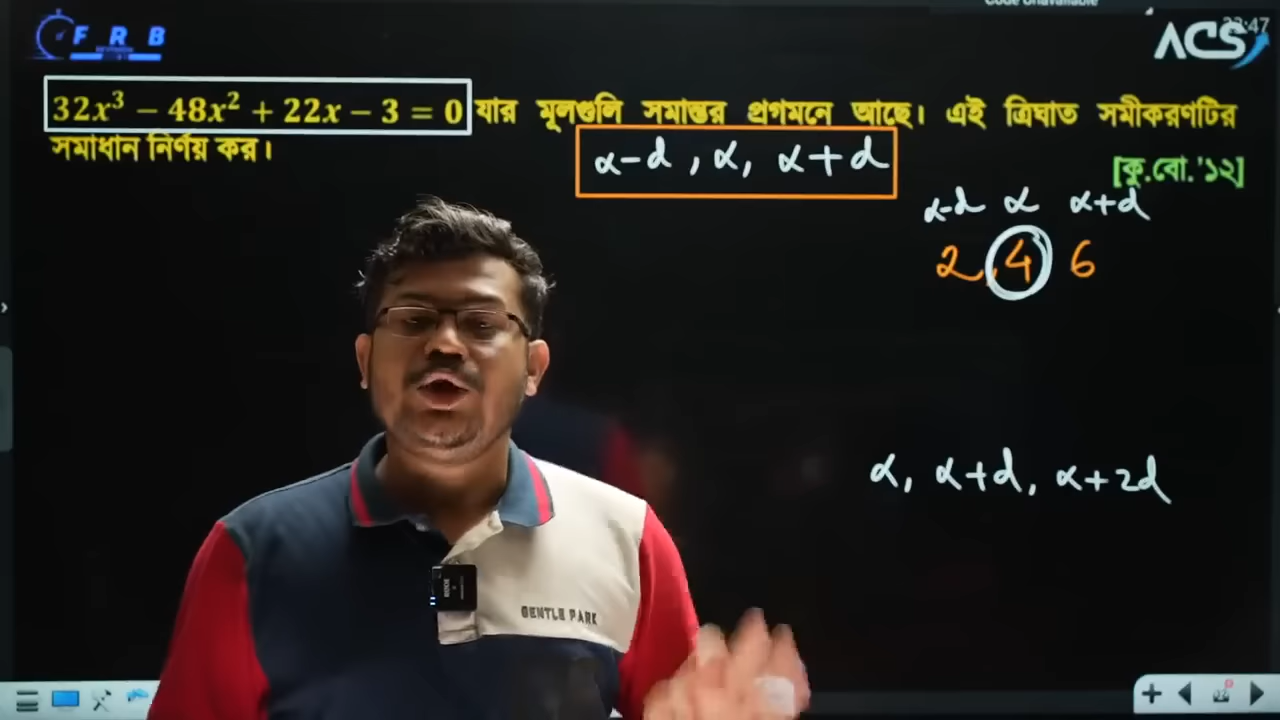 FRB
ACS
:47
32x³ − 48x² + 22x − 3 = 0 যার মূলগুলি সমান্তর প্রগমনে আছে। এই ত্রিঘাত সমীকরণটির
সমাধান নির্ণয় কর।
[কু.বো.'১২]
α-d, α, α+d
α-d α α+d
2, 4 6
α, α+d, α+2d
GENTLE PARK